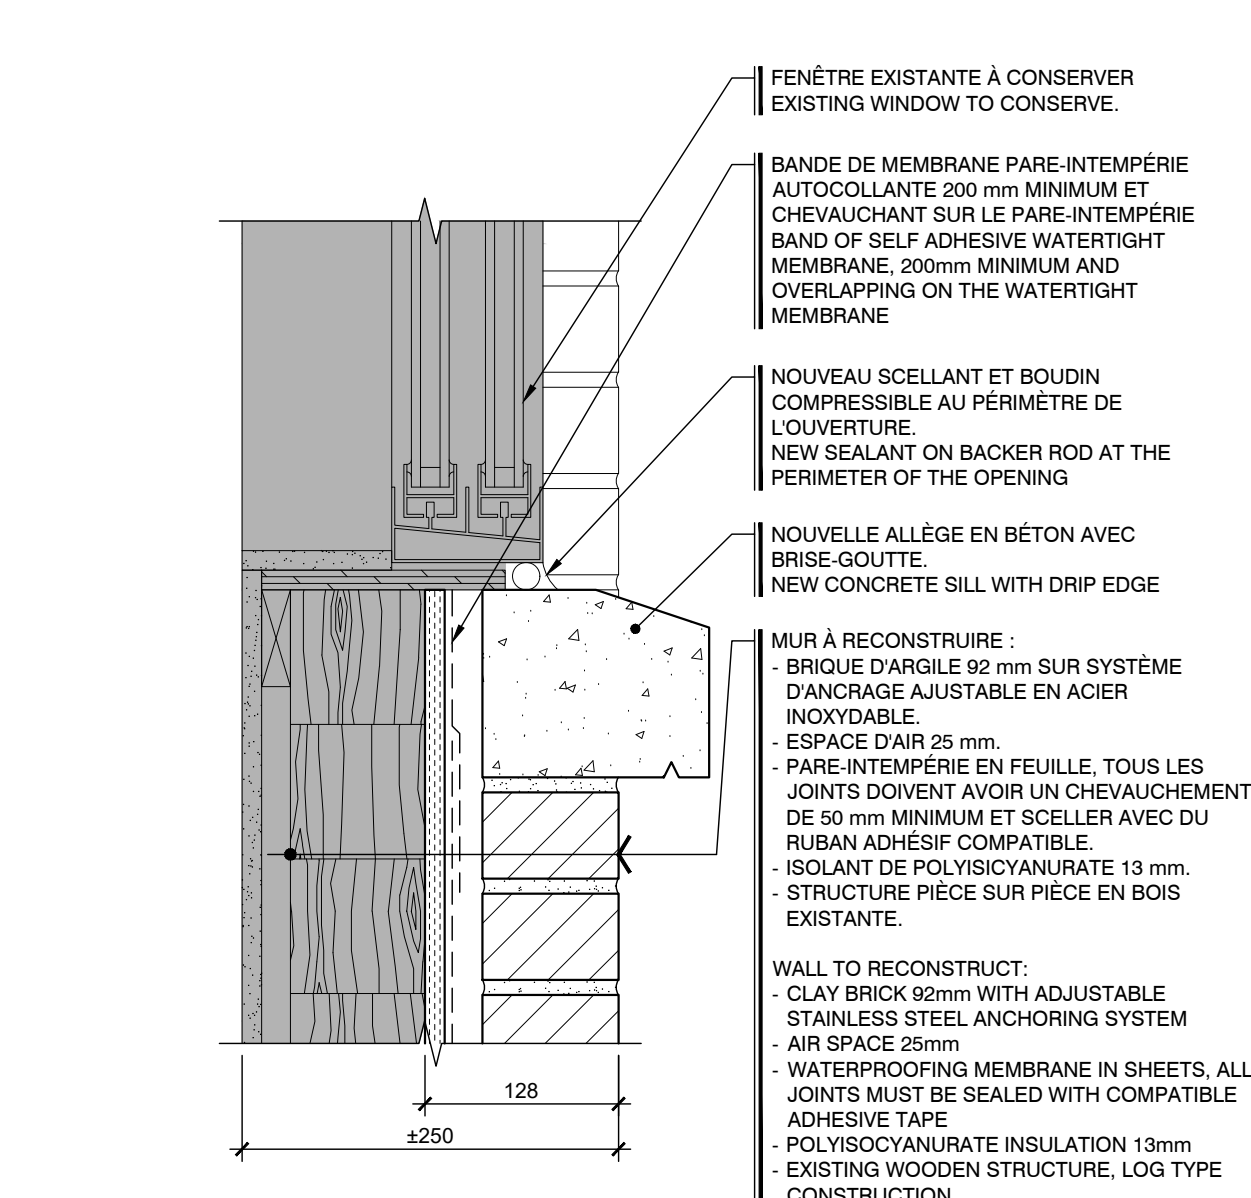 FENÊTRE EXISTANTE À CONSERVER
EXISTING WINDOW TO CONSERVE.
BANDE DE MEMBRANE PARE-INTEMPÉRIE
AUTOCOLLANTE 200 mm MINIMUM ET
CHEVAUCHANT SUR LE PARE-INTEMPÉRIE
BAND OF SELF ADHESIVE WATERTIGHT
MEMBRANE, 200mm MINIMUM AND
OVERLAPPING ON THE WATERTIGHT
MEMBRANE
NOUVEAU SCELLANT ET BOUDIN
COMPRESSIBLE AU PÉRIMÈTRE DE
L'OUVERTURE.
NEW SEALANT ON BACKER ROD AT THE
PERIMETER OF THE OPENING
NOUVELLE ALLÈGE EN BÉTON AVEC
BRISE-GOUTTE.
NEW CONCRETE SILL WITH DRIP EDGE
MUR À RECONSTRUIRE :
- BRIQUE D'ARGILE 92 mm SUR SYSTÈME
D'ANCRAGE AJUSTABLE EN ACIER
INOXYDABLE.
- ESPACE D'AIR 25 mm.
- PARE-INTEMPÉRIE EN FEUILLE, TOUS LES
JOINTS DOIVENT AVOIR UN CHEVAUCHEMENT
DE 50 mm MINIMUM ET SCELLER AVEC DU
RUBAN ADHÉSIF COMPATIBLE.
- ISOLANT DE POLYISICYANURATE 13 mm.
- STRUCTURE PIÈCE SUR PIÈCE EN BOIS
EXISTANTE.
WALL TO RECONSTRUCT:
- CLAY BRICK 92mm WITH ADJUSTABLE
STAINLESS STEEL ANCHORING SYSTEM
- AIR SPACE 25mm
- WATERPROOFING MEMBRANE IN SHEETS, ALL
JOINTS MUST BE SEALED WITH COMPATIBLE
ADHESIVE TAPE
- POLYISOCYANURATE INSULATION 13mm
- EXISTING WOODEN STRUCTURE, LOG TYPE
CONSTRUCTION
128
±250